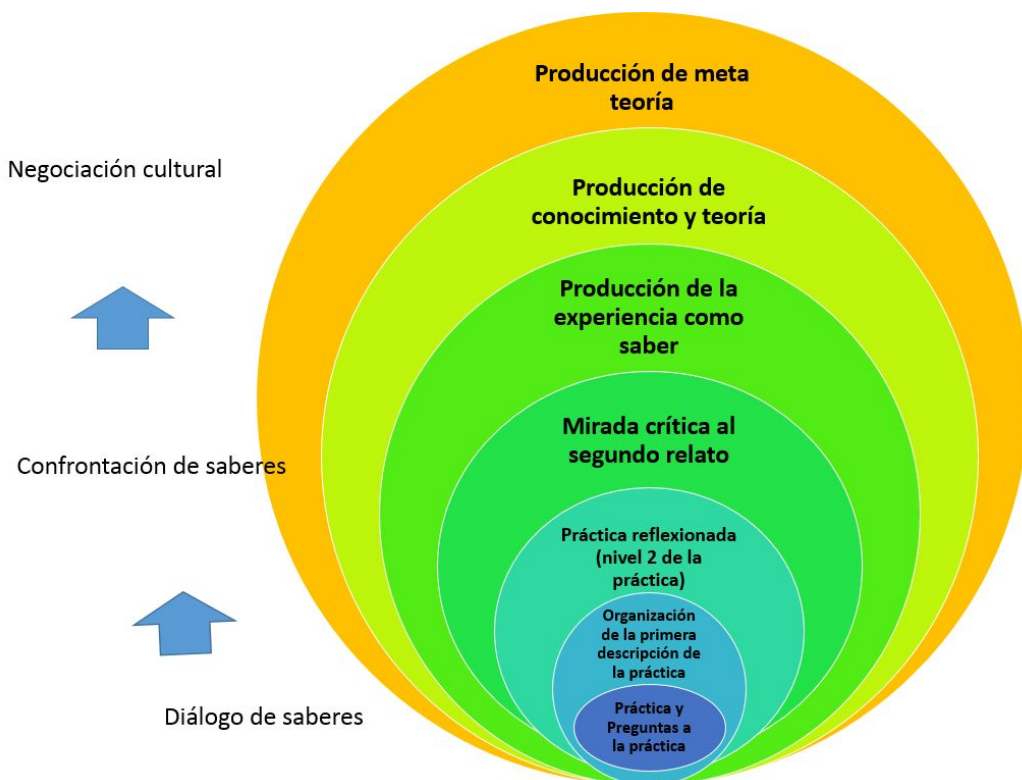 Producción de meta
teoría
Negociación cultural
Producción de
conocimiento y teoría
Producción de la
experiencia como
saber
Mirada crítica al
segundo relato
Confrontación de saberes
Práctica reflexionada
(nivel 2 de la
práctica)
Organización
de la primera
descripción de
la práctica
Diálogo de saberes
Práctica y
Preguntas a
la práctica